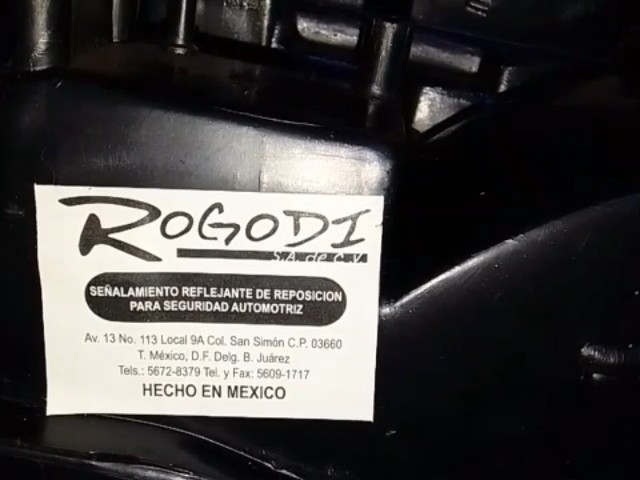 ROGODI
S.A. de C.V
SEÑALAMIENTO REFLEJANTE DE REPOSICION
PARA SEGURIDAD AUTOMOTRIZ
Av. 13 No. 113 Local 9A Col. San Simón C.P. 03660
T. México, D.F. Delg. B. Juárez
Tels.: 5672-8379 Tel. y Fax: 5609-1717
HECHO EN MEXICO